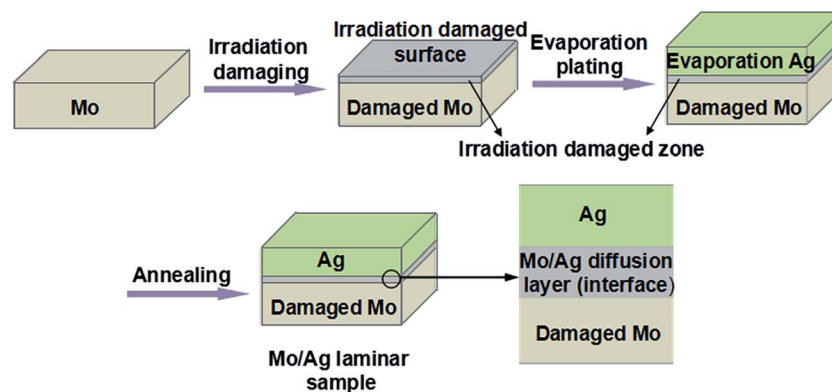 Mo
Irradiation
damaging
Irradiation damaged
surface
Damaged Mo
Evaporation
plating
Evaporation Ag
Damaged Mo
Irradiation damaged zone
Annealing
Ag
Damaged Mo
Mo/Ag laminar
sample
Ag
Mo/Ag diffusion
layer (interface)
Damaged Mo